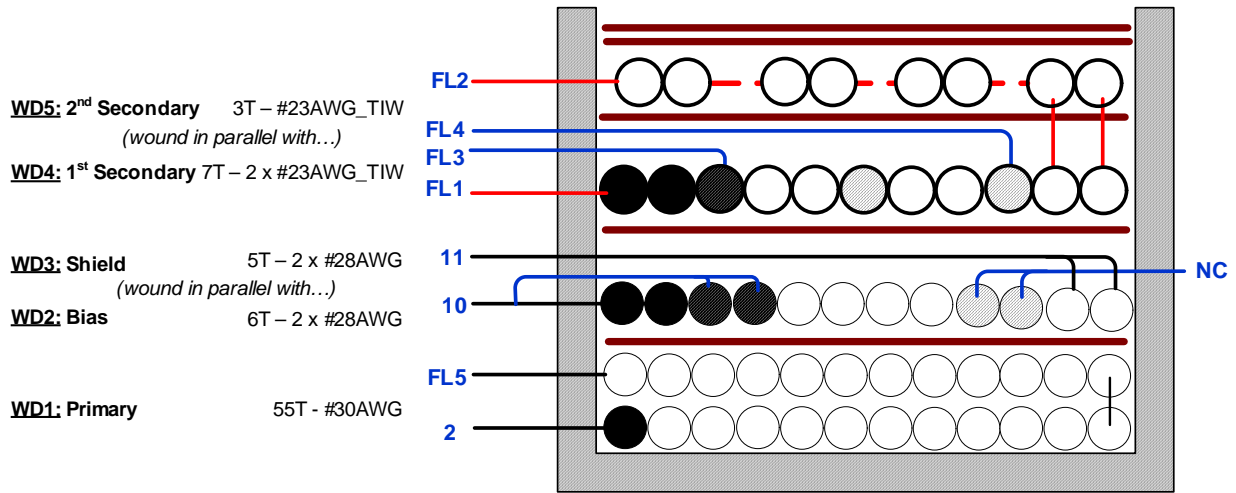 WD5: 2nd Secondary 3T – #23AWG_TIW
(wound in parallel with…)
WD4: 1st Secondary 7T – 2 x #23AWG_TIW
WD3: Shield 5T – 2 x #28AWG
(wound in parallel with…)
WD2: Bias 6T – 2 x #28AWG
WD1: Primary 55T - #30AWG
FL2
FL4
FL3
FL1
11
10
FL5
2
NC